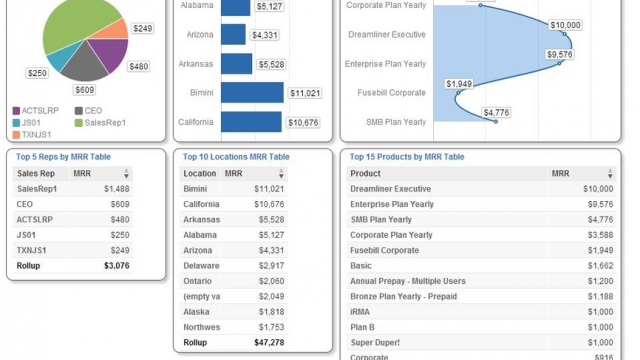 Corporate Plan Yearly
Alabama $5,127
$249
$10,000
Arizona $4,331
Dreamliner Executive
$480
$9,576
Arkansas $5,528
Enterprise Plan Yearly
$250
$609
Bimini $11,021
Fusebill Corporate $1,949
ACTSLRP CEO
JS01 SalesRep1
TXNJS1
California $10,676
SMB Plan Yearly $4,776
Top 5 Reps by MRR Table
Sales Rep MRR
SalesRep1 $1,488
CEO $609
ACTSLRP $480
JS01 $250
TXNJS1 $249
Rollup $3,076
Top 10 Locations MRR Table
Location MRR
Bimini $11,021
California $10,676
Arkansas $5,528
Alabama $5,127
Arizona $4,331
Delaware $2,917
Ontario $2,060
(empty va $2,049
Alaska $1,818
Northwes $1,753
Rollup $47,278
Top 15 Products by MRR Table
Product MRR
Dreamliner Executive $10,000
Enterprise Plan Yearly $9,576
SMB Plan Yearly $4,776
Corporate Plan Yearly $3,588
Fusebill Corporate $1,949
Basic $1,662
Annual Prepay - Multiple Users $1,200
Bronze Plan Yearly - Prepaid $1,188
iRMA $1,000
Plan B $1,000
Super Duper! $1,000
Corporate $916